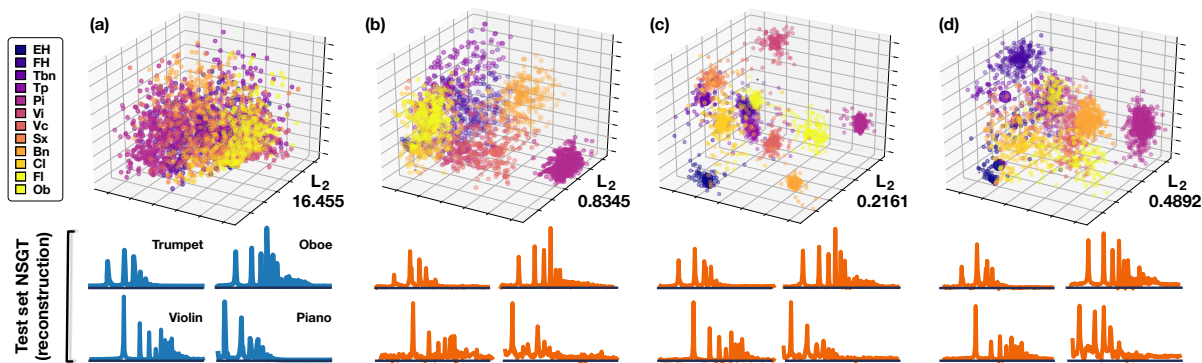 (a)
(b)
(c)
(d)
EH
FH
Tbn
Tp
Pi
Vi
Vc
Sx
Bn
Cl
Fl
Ob
L2
16.455
L2
0.8345
L2
0.2161
L2
0.4892
Test set NSGT
(reconstruction)
Trumpet
Oboe
Violin
Piano